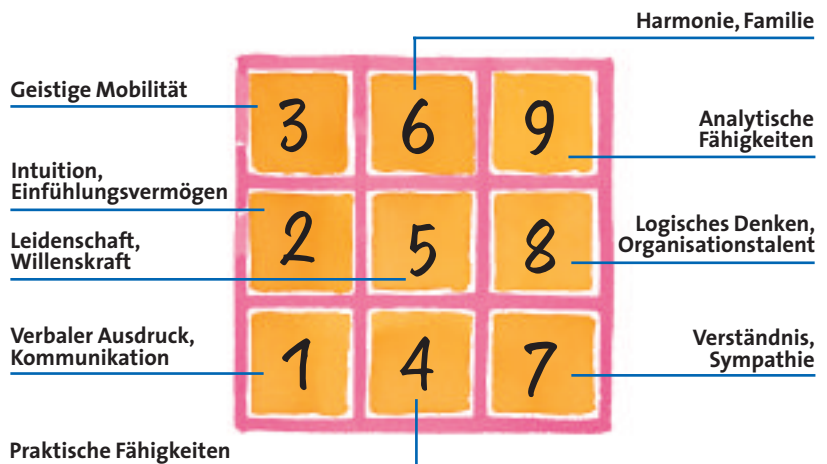 Harmonie, Familie
Geistige Mobilität
3 6 9
Analytische
Fähigkeiten
Intuition,
Einfühlungsvermögen
2 5 8
Logisches Denken,
Organisationstalent
Leidenschaft,
Willenskraft
Verbaler Ausdruck,
Kommunikation
1 4 7
Verständnis,
Sympathie
Praktische Fähigkeiten